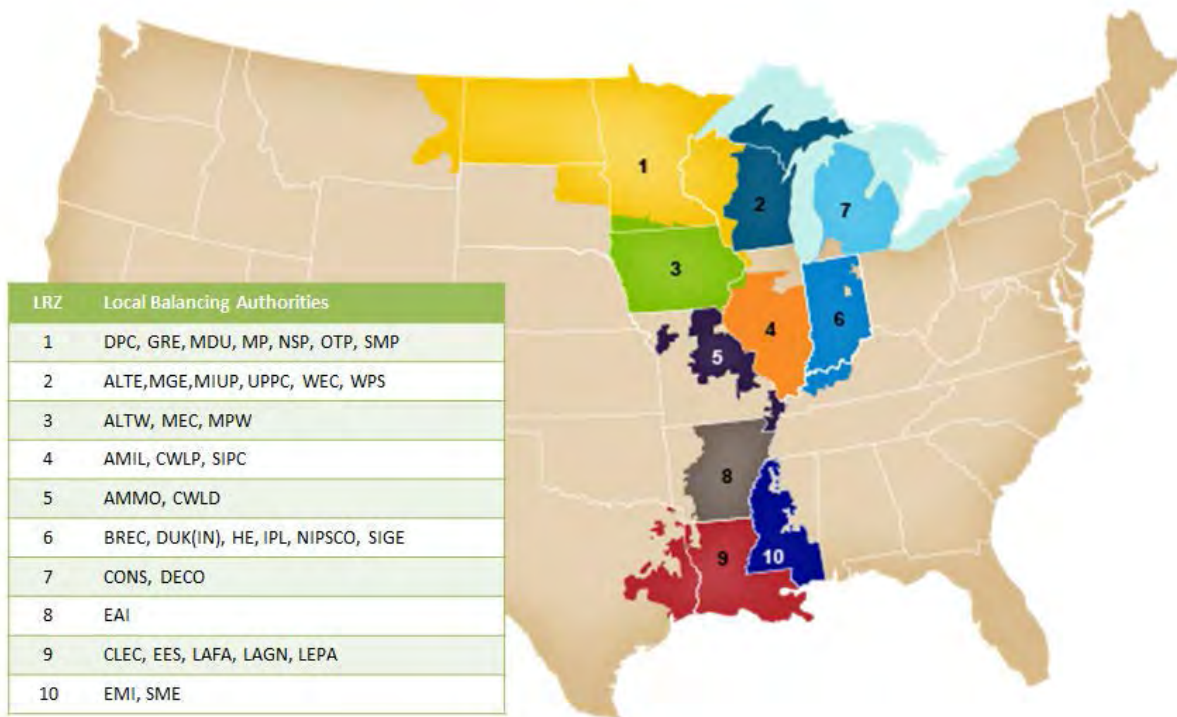 1
2
7
3
4
6
5
8
9
10
LRZ Local Balancing Authorities
1 DPC, GRE, MDU, MP, NSP, OTP, SMP
2 ALTE,MGE,MIUP, UPPC, WEC, WPS
3 ALTW, MEC, MPW
4 AMIL, CWLP, SIPC
5 AMMO, CWLD
6 BREC, DUK(IN), HE, IPL, NIPSCO, SIGE
7 CONS, DECO
8 EAI
9 CLEC, EES, LAFA, LAGN, LEPA
10 EMI, SME